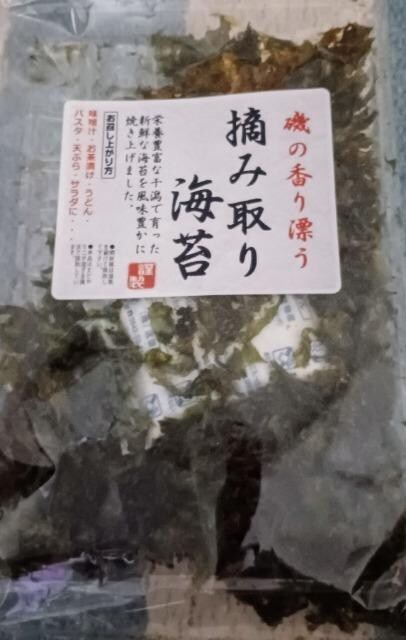 磯の香り漂う
摘み取り
海苔
栄養豊富な干潟で育った
新鮮な海苔を風味豊かに
焼き上げました。
謹製
お召し上がり方
味噌汁・お茶漬け・うどん・
パスタ・天ぷら・サラダに・・